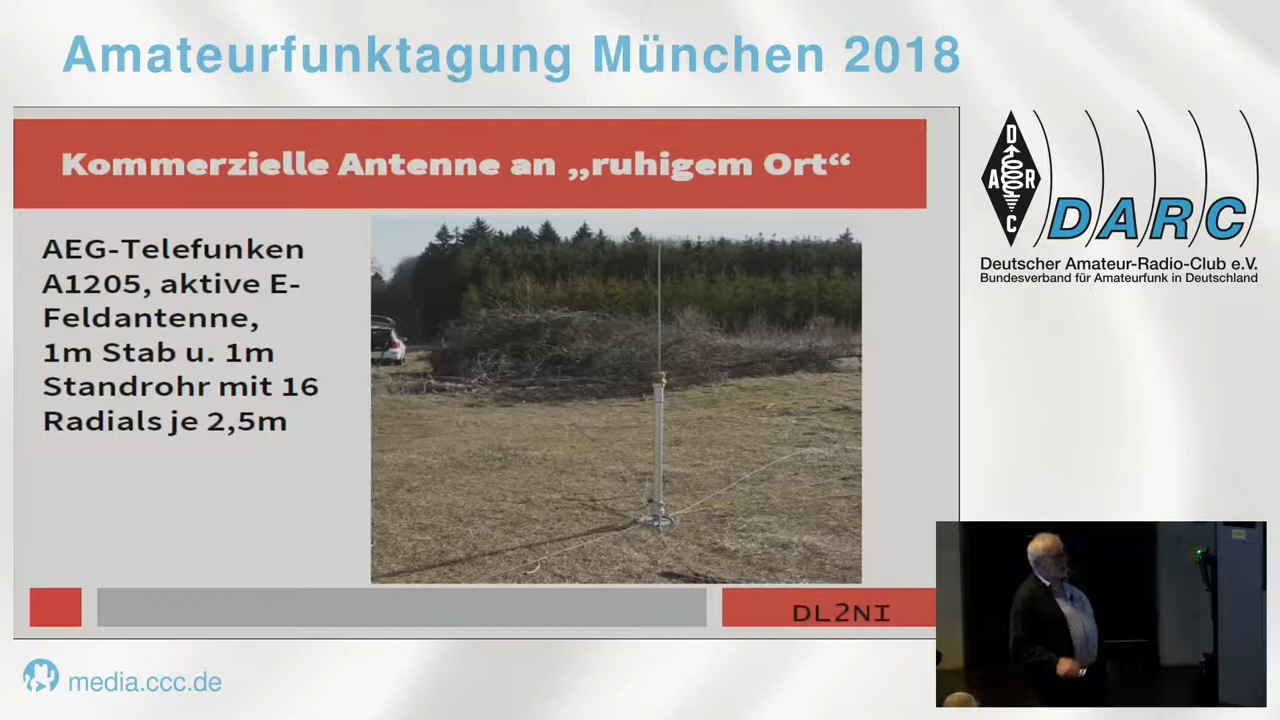 Amateurfunktagung München 2018
Kommerzielle Antenne an „ruhigem Ort“
AEG-Telefunken
A1205, aktive E-
Feldantenne,
1m Stab u. 1m
Standrohr mit 16
Radials je 2,5m
DL2NI
D
A R
C
DARC
Deutscher Amateur-Radio-Club e.V.
Bundesverband für Amateurfunk in Deutschland
media.ccc.de